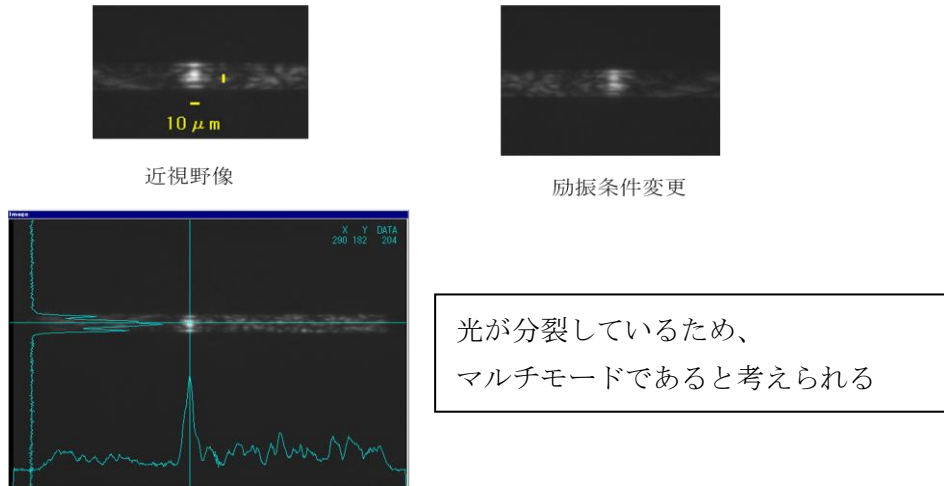 10 μm
近視野像
励振条件変更
Image
X Y DATA
290 182 204
光が分裂しているため、
マルチモードであると考えられる